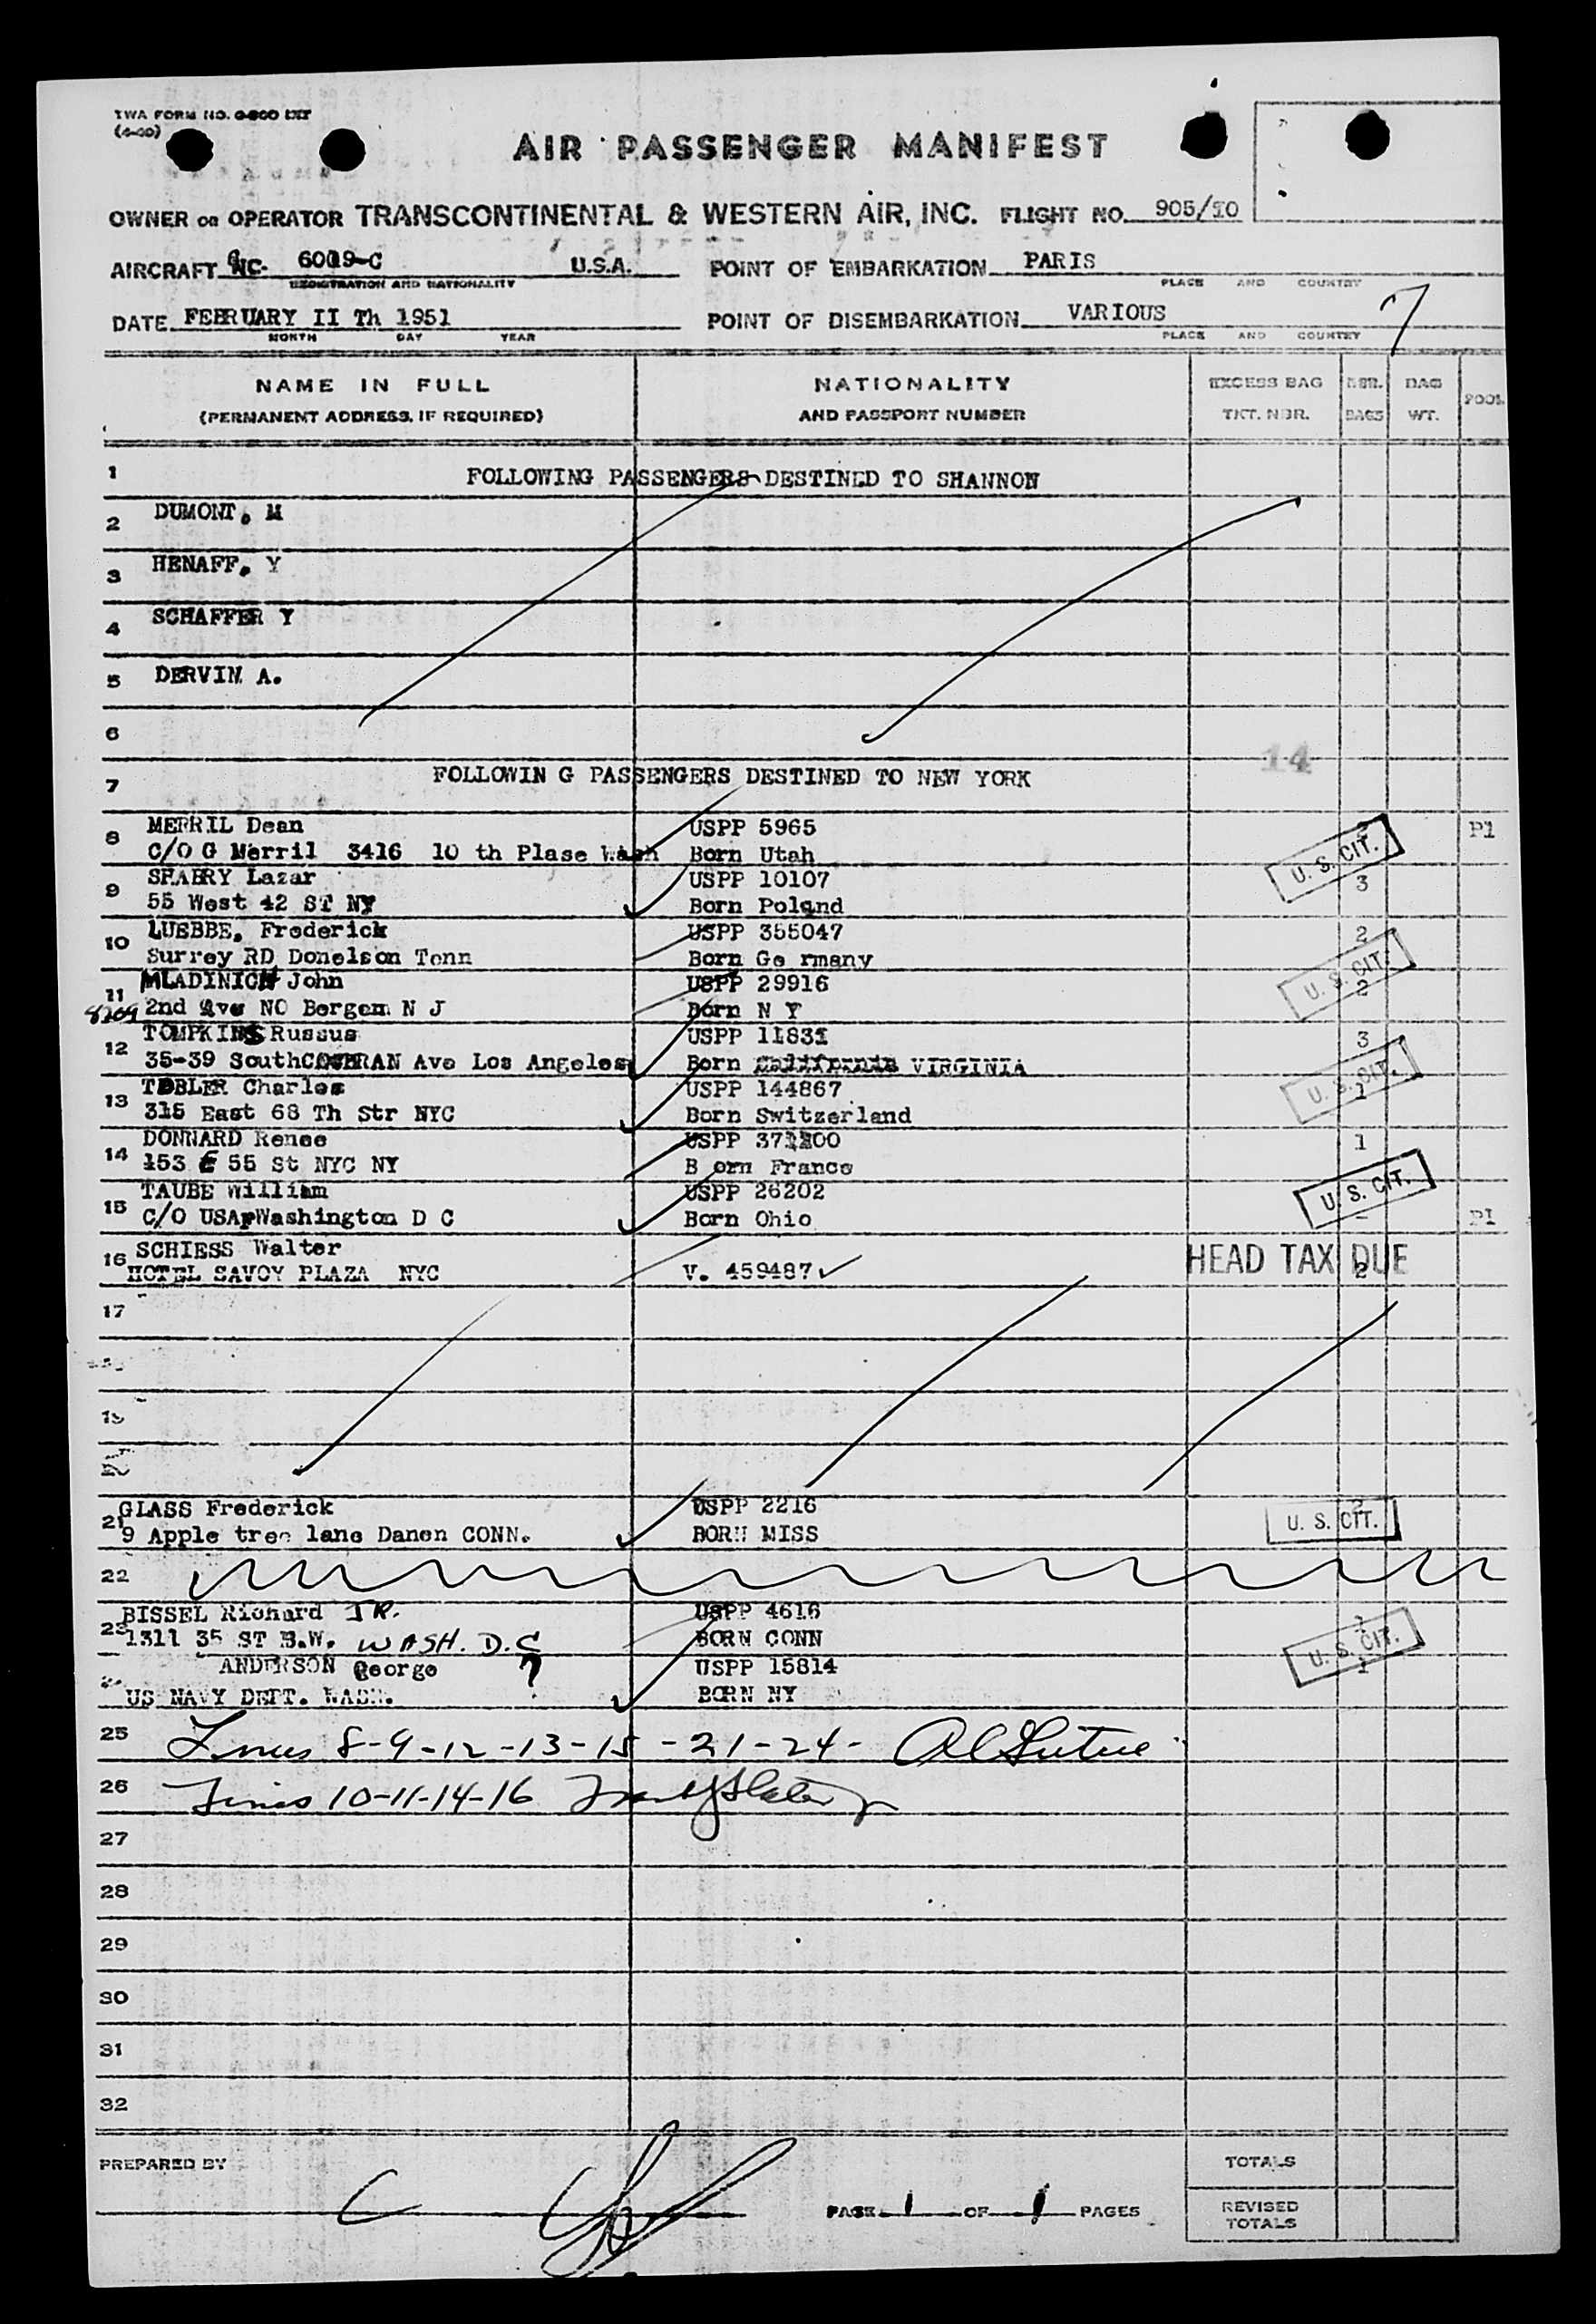 TWA FORM NO.
AIR PASSENGER MANIFEST
OWNER OR OPERATOR TRANSCONTINENTAL & WESTERN AIR, INC. FLIGHT NO. 905/10
AIRCRAFT NC. 6019-C U.S.A. POINT OF EMBARKATION PARIS
REGISTRATION AND NATIONALITY PLACE AND COUNTRY
DATE FEBRUARY II Th 1951 POINT OF DISEMBARKATION VARIOUS 7
MONTH DAY YEAR PLACE AND COUNTRY
NAME IN FULL NATIONALITY EXCESS BAG NBR. BAG POOL
(PERMANENT ADDRESS, IF REQUIRED) AND PASSPORT NUMBER TKT. NBR. BAGS WT.
1 FOLLOWING PASSENGERS DESTINED TO SHANNON
2 DUMONT, M
3 HENAFF, Y
4 SCHAFFER Y
5 DERVIN A.
6
14
7 FOLLOWIN G PASSENGERS DESTINED TO NEW YORK
8 MERRIL Dean USPP 5965 2 P1
C/O G Merril 3416 10 th Plase Wash Born Utah U. S. CIT.
9 Lazar USPP 10107 3
55 West 42 ST NY Born Poland
10 LUEBBE, Frederick USPP 355047 2
Surrey RD Donelson Tenn Born Ge rmany U. S. CIT.
11 MLADINICH John USPP 29916 2
8209 2nd Ave NO Bergem N J Born N Y
12 TOMPKINS Russus USPP 11831 3
35-39 SouthCOCHRAN Ave Los Angeles Born VIRGINIA U. S. CIT.
13 TOBLER Charles USPP 144867 1
315 East 68 Th Str NYC Born Switzerland
14 DONNARD Renee USPP 1
153 E 55 St NYC NY B orn France
15 TAUBE William USPP 26202 U. S. CIT.
C/O USAF Washington D C Born Ohio - PI
16 SCHIESS Walter HEAD TAX DUE
HOTEL SAVOY PLAZA NYC V. 459487 2
17
19
21 GLASS Frederick USPP 2216 2
9 Apple tree lane Danen CONN. BORN MISS U. S. CIT.
22
23 BISSEL Richard JR. USPP 4616
1311 35 ST WASH. D.C BORN CONN U. S. CIT.
ANDERSON George ? USPP 15814 1
US NAVY DEPT. WASH. BORN NY
25 Lines 8-9-12-13-15-21-24-
26 Lines 10-11-14-16
27
28
29
30
31
32
PREPARED BY TOTALS
PAGE 1 OF 1 PAGES REVISED
TOTALS